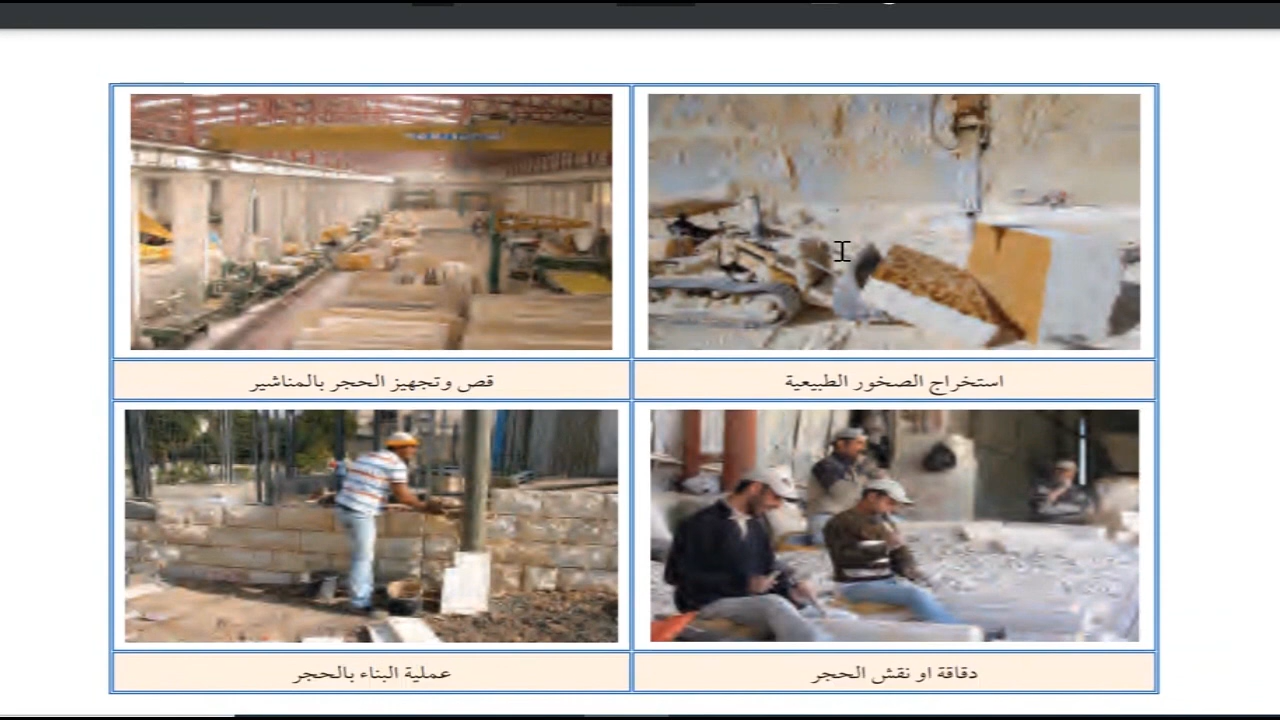 استخراج الصخور الطبيعية
قص وتجهيز الحجر بالمناشير
دقاقة او نقش الحجر
عملية البناء بالحجر